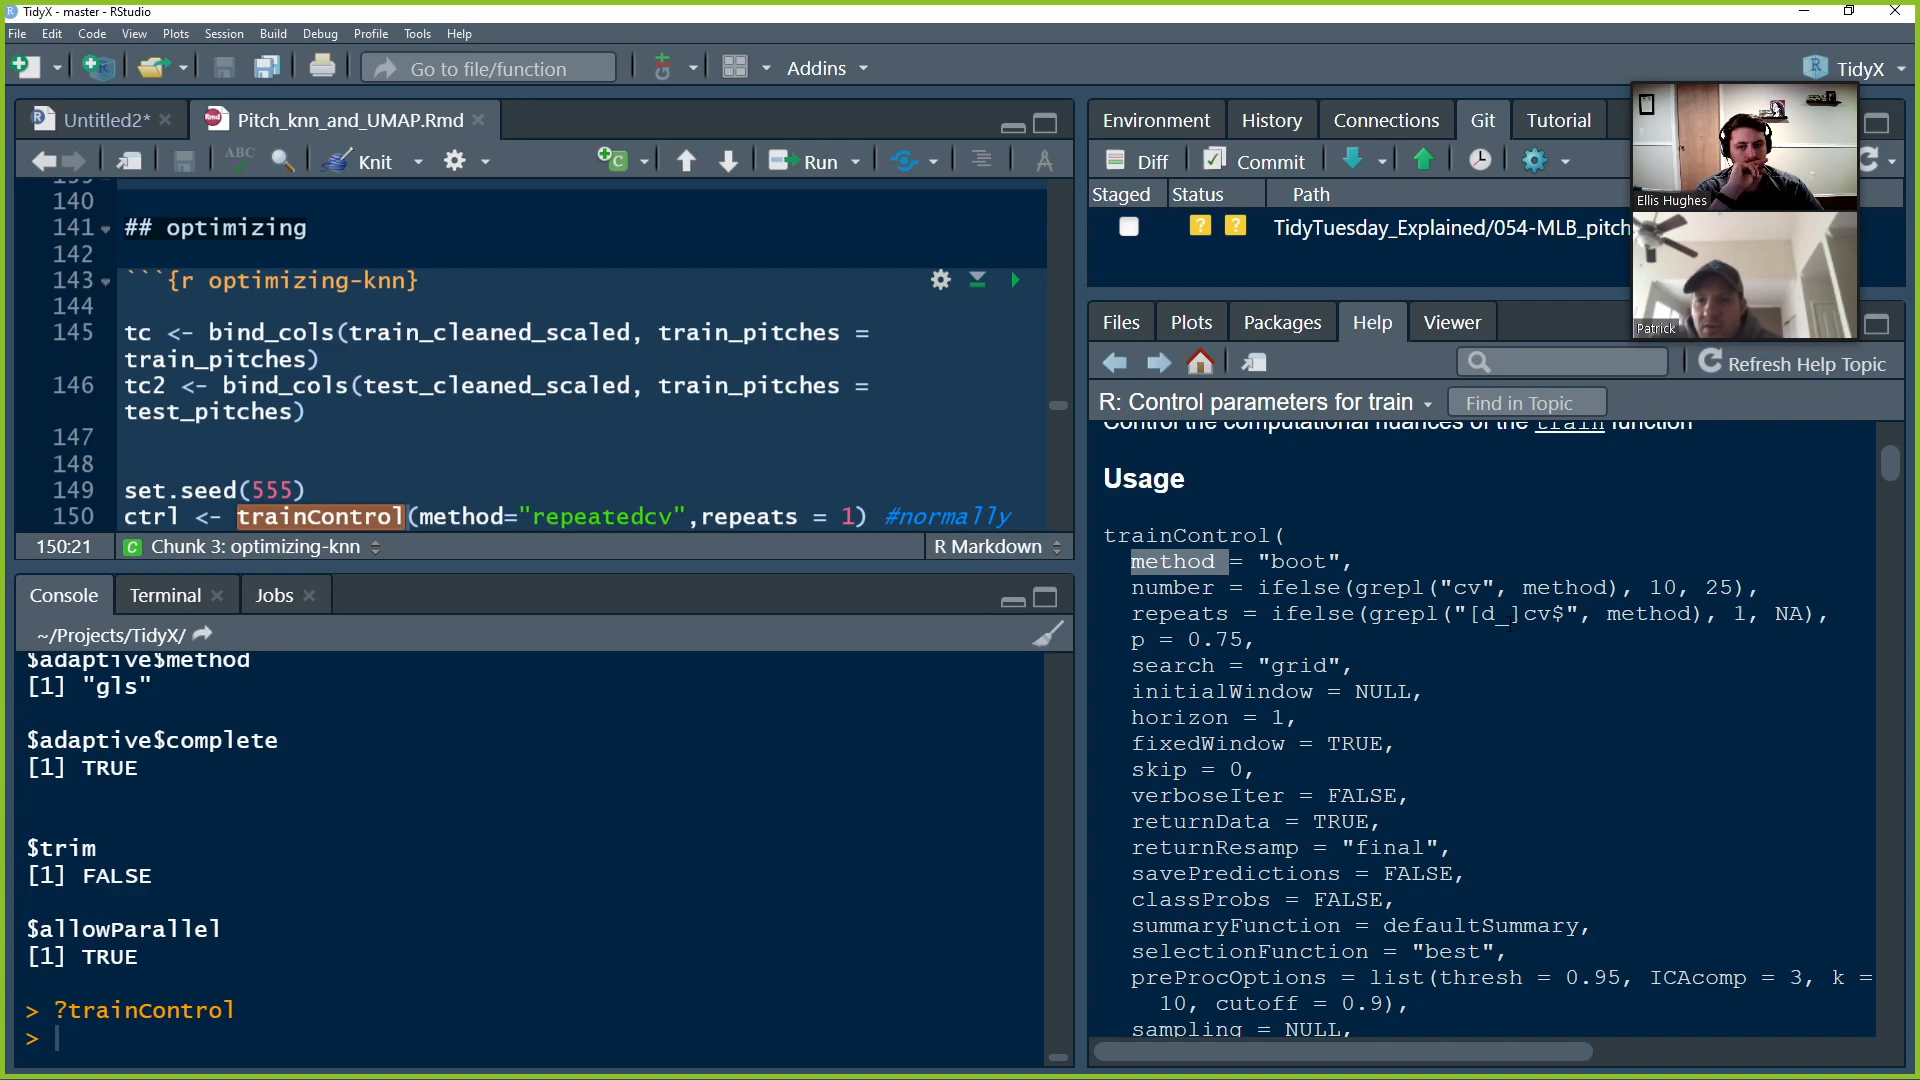 TidyX - master - RStudio
File Edit Code View Plots Session Build Debug Profile Tools Help
Go to file/function
Addins
TidyX
Untitled2*
Pitch_knn_and_UMAP.Rmd
ABC
Knit
Run
140
141 ## optimizing
142
143 ```{r optimizing-knn}
144
145 tc <- bind_cols(train_cleaned_scaled, train_pitches =
train_pitches)
146 tc2 <- bind_cols(test_cleaned_scaled, train_pitches =
test_pitches)
147
148
149 set.seed(555)
150 ctrl <- trainControl(method="repeatedcv",repeats = 1) #normally
150:21 Chunk 3: optimizing-knn R Markdown
Console Terminal Jobs
~/Projects/TidyX/
$adaptive$method
[1] "gls"
$adaptive$complete
[1] TRUE
$trim
[1] FALSE
$allowParallel
[1] TRUE
> ?trainControl
>
Environment History Connections Git Tutorial
Diff Commit
Staged Status Path
TidyTuesday_Explained/054-MLB_pitch
Ellis Hughes
Patrick
Files Plots Packages Help Viewer
Refresh Help Topic
R: Control parameters for train
Find in Topic
Control the computational nuances of the train function
Usage
trainControl(
method = "boot",
number = ifelse(grepl("cv", method), 10, 25),
repeats = ifelse(grepl("[d_]cv$", method), 1, NA),
p = 0.75,
search = "grid",
initialWindow = NULL,
horizon = 1,
fixedWindow = TRUE,
skip = 0,
verboseIter = FALSE,
returnData = TRUE,
returnResamp = "final",
savePredictions = FALSE,
classProbs = FALSE,
summaryFunction = defaultSummary,
selectionFunction = "best",
preProcOptions = list(thresh = 0.95, ICAcomp = 3, k =
10, cutoff = 0.9),
sampling = NULL,